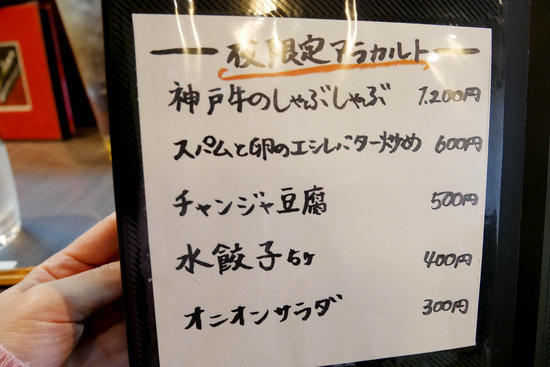 夜限定アラカルト
神戸牛のしゃぶしゃぶ 1,200円
スパムと卵のエシレバター炒め 600円
チャンジャ豆腐 500円
水餃子5ヶ 400円
オニオンサラダ 300円